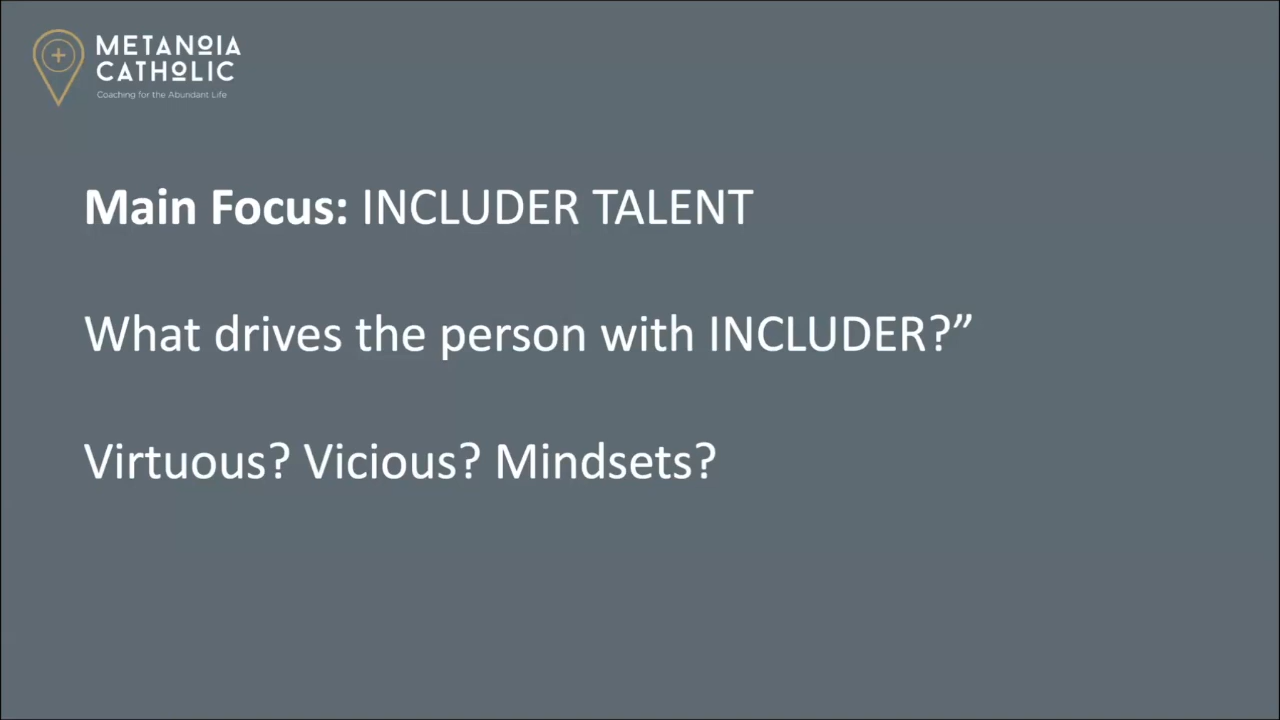 METANOIA
CATHOLIC
Coaching for the Abundant Life
Main Focus: INCLUDER TALENT
What drives the person with INCLUDER?”
Virtuous? Vicious? Mindsets?